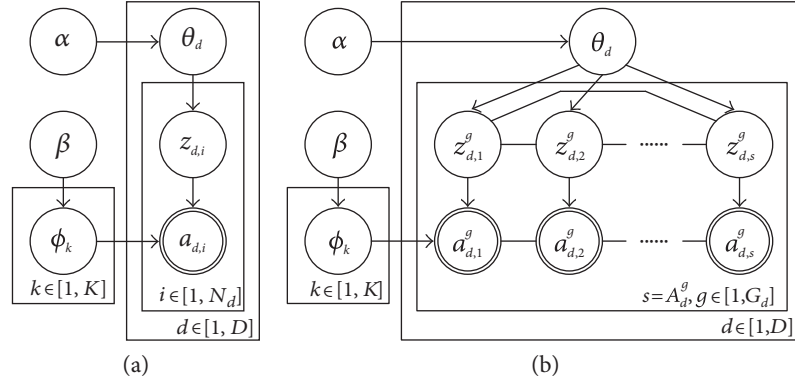 α
θ_d
β
z_{d,i}
ϕ_k
a_{d,i}
k∈[1, K]
i∈[1, N_d]
d∈[1, D]
(a)
α
θ_d
β
z^g_{d,1}
z^g_{d,2}
......
z^g_{d,s}
ϕ_k
a^g_{d,1}
a^g_{d,2}
......
a^g_{d,s}
k∈[1, K]
s=A^g_d, g∈[1,G_d]
d∈[1,D]
(b)